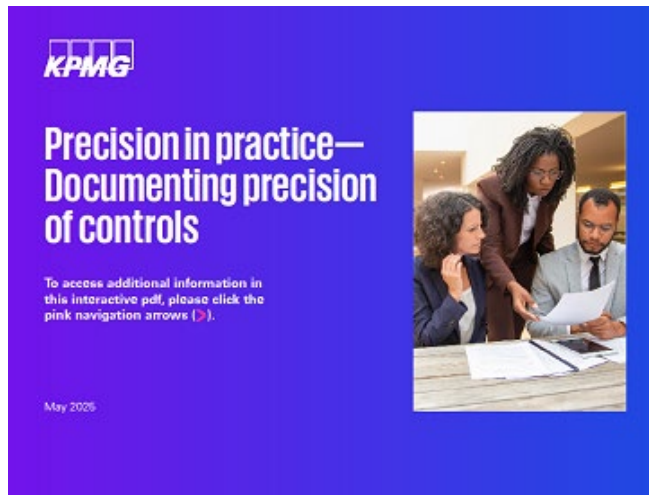 KPMG
Precision in practice—
Documenting precision
of controls
To access additional information in
this interactive pdf, please click the
pink navigation arrows (>).
May 2025